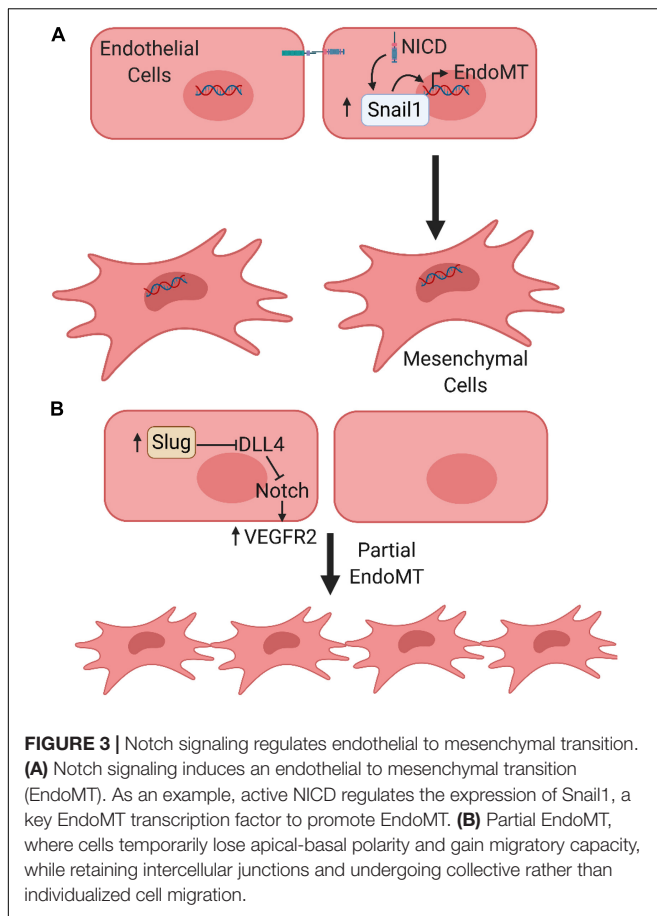 A
Endothelial
Cells
NICD
EndoMT
↑ Snail1
Mesenchymal
Cells
B
↑ Slug
DLL4
Notch
↑ VEGFR2
Partial
EndoMT
FIGURE 3 | Notch signaling regulates endothelial to mesenchymal transition.
(A) Notch signaling induces an endothelial to mesenchymal transition
(EndoMT). As an example, active NICD regulates the expression of Snail1, a
key EndoMT transcription factor to promote EndoMT. (B) Partial EndoMT,
where cells temporarily lose apical-basal polarity and gain migratory capacity,
while retaining intercellular junctions and undergoing collective rather than
individualized cell migration.